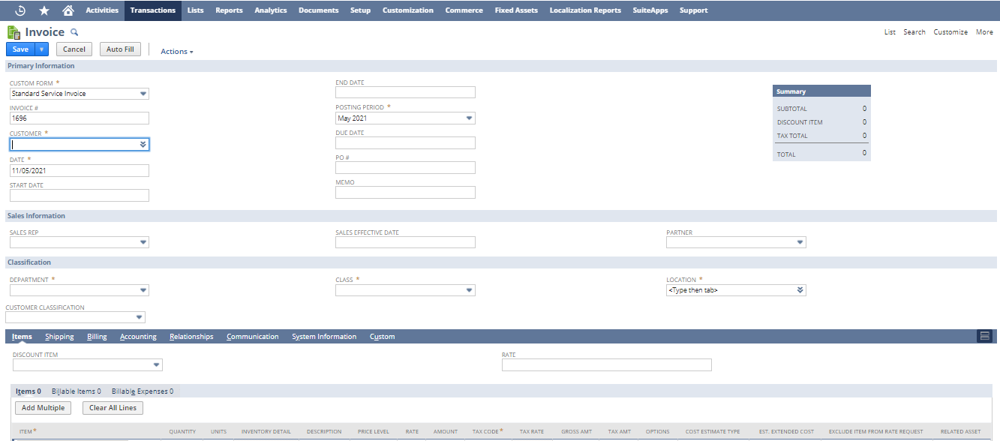 Activities Transactions Lists Reports Analytics Documents Setup Customization Commerce Fixed Assets Localization Reports SuiteApps Support
Invoice
List Search Customize More
Save Cancel Auto Fill Actions
Primary Information
CUSTOM FORM *
Standard Service Invoice
INVOICE #
1696
CUSTOMER *
DATE *
11/05/2021
START DATE
END DATE
POSTING PERIOD *
May 2021
DUE DATE
PO #
MEMO
Summary
SUBTOTAL 0
DISCOUNT ITEM 0
TAX TOTAL 0
TOTAL 0
Sales Information
SALES REP
SALES EFFECTIVE DATE
PARTNER
Classification
DEPARTMENT *
CLASS *
LOCATION *
<Type then tab>
CUSTOMER CLASSIFICATION
Items Shipping Billing Accounting Relationships Communication System Information Custom
DISCOUNT ITEM
RATE
Items 0 Billable Items 0 Billable Expenses 0
Add Multiple Clear All Lines
ITEM * QUANTITY UNITS INVENTORY DETAIL DESCRIPTION PRICE LEVEL RATE AMOUNT TAX CODE * TAX RATE GROSS AMT TAX AMT OPTIONS COST ESTIMATE TYPE EST. EXTENDED COST EXCLUDE ITEM FROM RATE REQUEST RELATED ASSET